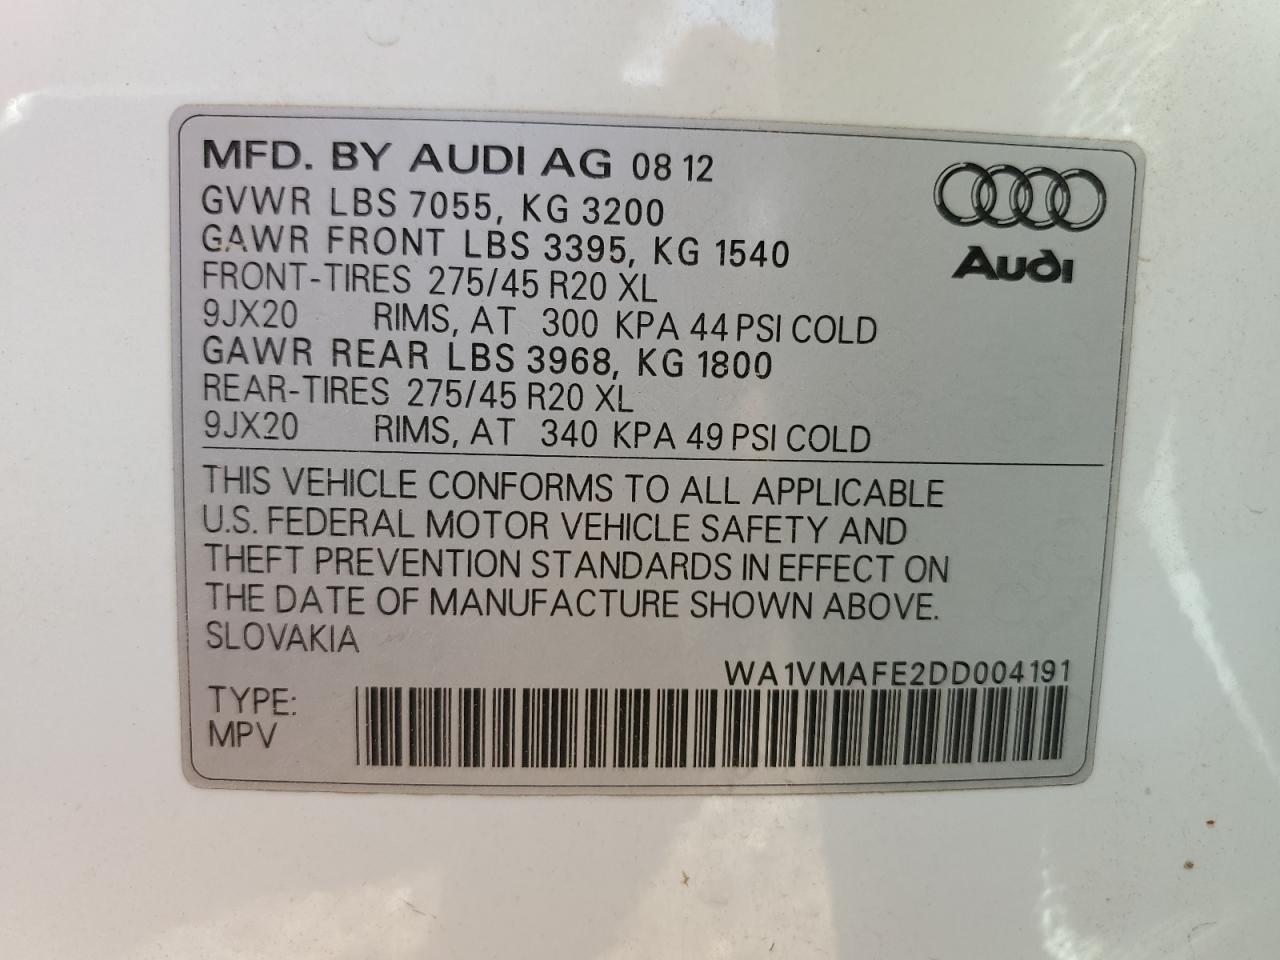 MFD. BY AUDI AG 08 12
GVWR LBS 7055, KG 3200
GAWR FRONT LBS 3395, KG 1540
FRONT-TIRES 275/45 R20 XL
9JX20 RIMS, AT 300 KPA 44 PSI COLD
GAWR REAR LBS 3968, KG 1800
REAR-TIRES 275/45 R20 XL
9JX20 RIMS, AT 340 KPA 49 PSI COLD
Audi
THIS VEHICLE CONFORMS TO ALL APPLICABLE
U.S. FEDERAL MOTOR VEHICLE SAFETY AND
THEFT PREVENTION STANDARDS IN EFFECT ON
THE DATE OF MANUFACTURE SHOWN ABOVE.
SLOVAKIA
WA1VMAFE2DD004191
TYPE:
MPV